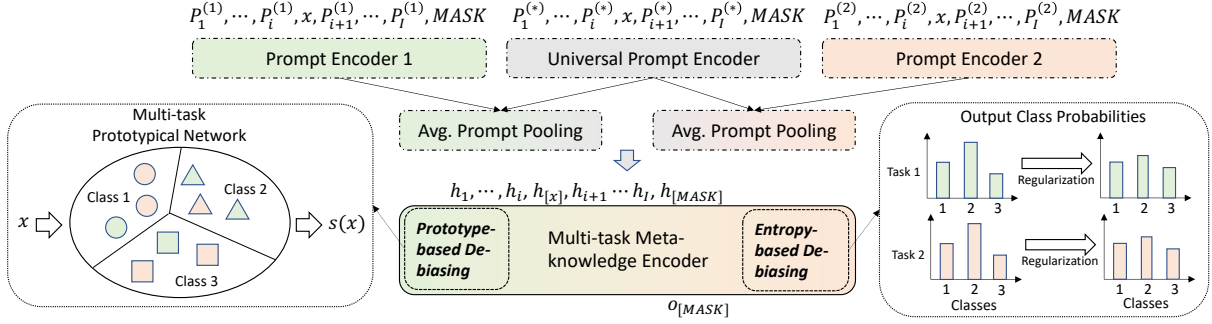 P_1^{(1)}, ⋯, P_i^{(1)}, x, P_{i+1}^{(1)}, ⋯, P_I^{(1)}, MASK
P_1^{(*)}, ⋯, P_i^{(*)}, x, P_{i+1}^{(*)}, ⋯, P_I^{(*)}, MASK
P_1^{(2)}, ⋯, P_i^{(2)}, x, P_{i+1}^{(2)}, ⋯, P_I^{(2)}, MASK
Prompt Encoder 1
Universal Prompt Encoder
Prompt Encoder 2
Avg. Prompt Pooling
Avg. Prompt Pooling
Multi-task
Prototypical Network
Class 1
Class 2
Class 3
x
s(x)
h_1, ⋯, h_i, h_{[x]}, h_{i+1} ⋯ h_I, h_{[MASK]}
Prototype-
based De-
biasing
Multi-task Meta-
knowledge Encoder
Entropy-
based De-
biasing
o_{[MASK]}
Output Class Probabilities
Task 1
Regularization
1 2 3
1 2 3
Task 2
Regularization
1 2 3
1 2 3
Classes
Classes